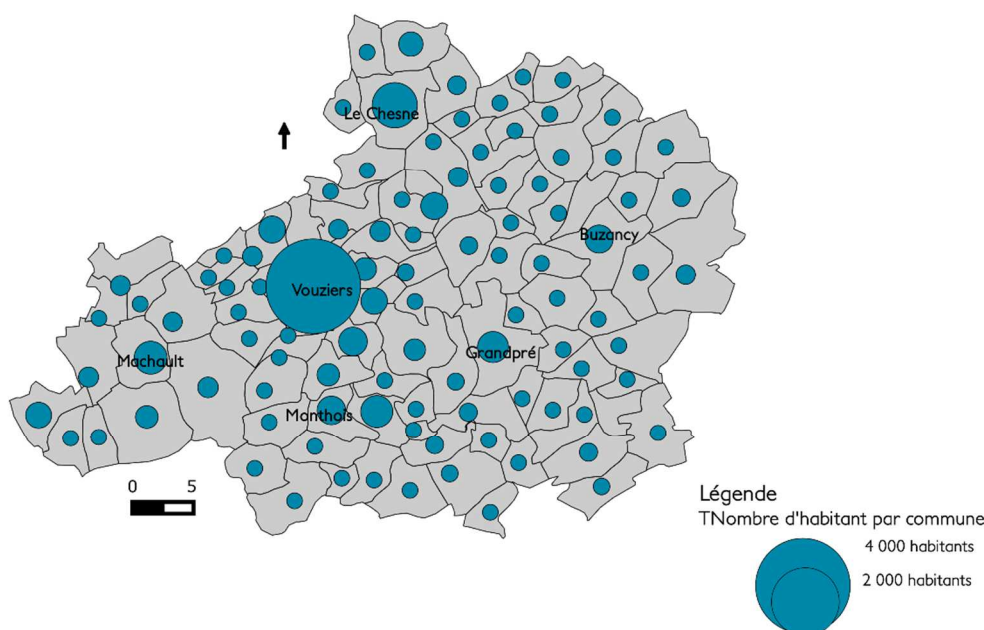 Le Chesne
Buzancy
Vouziers
Machault
Grandpré
Manthois
0 5
Légende
TNombre d'habitant par commune
4 000 habitants
2 000 habitants